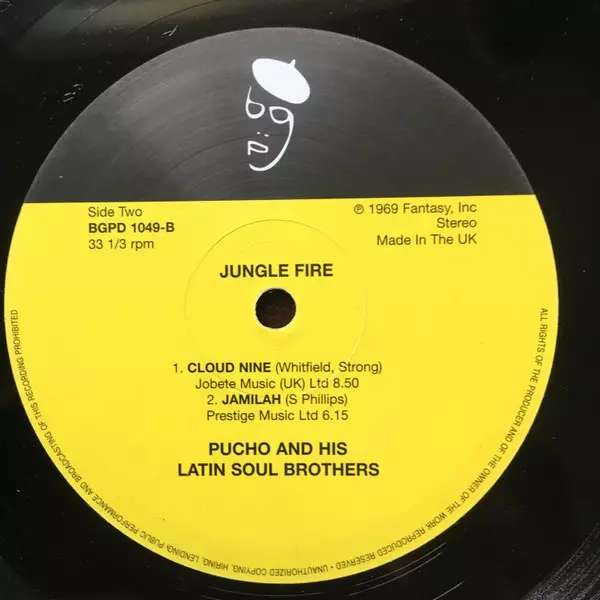 bgp
Side Two
BGPD 1049-B
33 1/3 rpm
℗ 1969 Fantasy, Inc
Stereo
Made In The UK
JUNGLE FIRE
1. CLOUD NINE (Whitfield, Strong)
Jobete Music (UK) Ltd 8.50
2. JAMILAH (S Phillips)
Prestige Music Ltd 6.15
PUCHO AND HIS
LATIN SOUL BROTHERS
ALL RIGHTS OF THE PRODUCER AND OF THE OWNER OF THE WORK REPRODUCED RESERVED • UNAUTHORIZED COPYING, HIRING, LENDING, PUBLIC PERFORMANCE AND BROADCASTING OF THIS RECORDING PROHIBITED